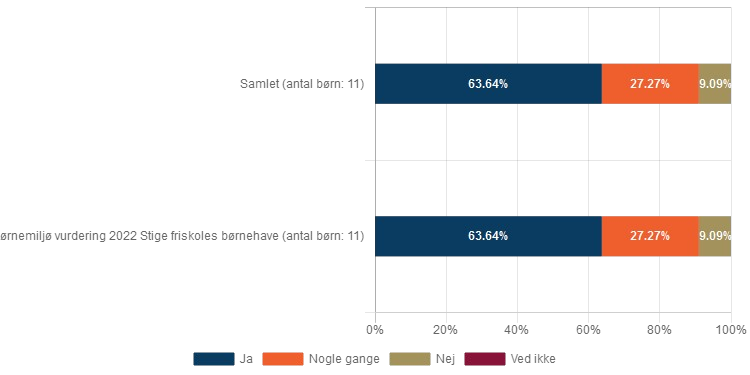 Samlet (antal børn: 11)
63.64% 27.27% 9.09%
ørnemiljø vurdering 2022 Stige friskoles børnehave (antal børn: 11)
63.64% 27.27% 9.09%
0% 20% 40% 60% 80% 100%
Ja Nogle gange Nej Ved ikke